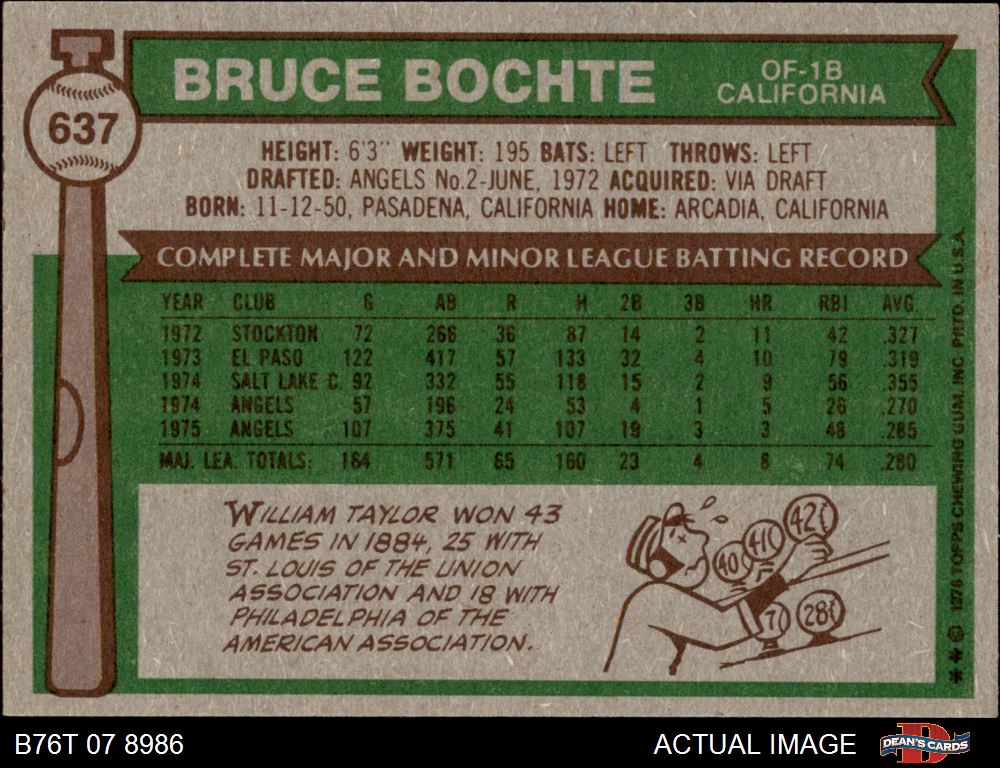 637
BRUCE BOCHTE
OF-1B
CALIFORNIA
HEIGHT: 6'3" WEIGHT: 195 BATS: LEFT THROWS: LEFT
DRAFTED: ANGELS No.2-JUNE, 1972 ACQUIRED: VIA DRAFT
BORN: 11-12-50, PASADENA, CALIFORNIA HOME: ARCADIA, CALIFORNIA
COMPLETE MAJOR AND MINOR LEAGUE BATTING RECORD
YEAR CLUB G AB R H 2B 3B HR RBI AVG.
1972 STOCKTON 72 266 36 87 14 2 11 42 .327
1973 EL PASO 122 417 57 133 32 4 10 79 .319
1974 SALT LAKE C. 92 332 55 118 15 2 9 56 .355
1974 ANGELS 57 196 24 53 4 1 5 26 .270
1975 ANGELS 107 375 41 107 19 3 3 48 .285
MAJ. LEA. TOTALS: 164 571 65 160 23 4 8 74 .280
WILLIAM TAYLOR WON 43
GAMES IN 1884, 25 WITH
ST. LOUIS OF THE UNION
ASSOCIATION AND 18 WITH
PHILADELPHIA OF THE
AMERICAN ASSOCIATION.
40 41( 42(
7( 28(
** © 1976 TOPPS CHEWING GUM, INC. PRTD. IN U.S.A.
B76T 07 8986
ACTUAL IMAGE
D
DEAN'S CARDS